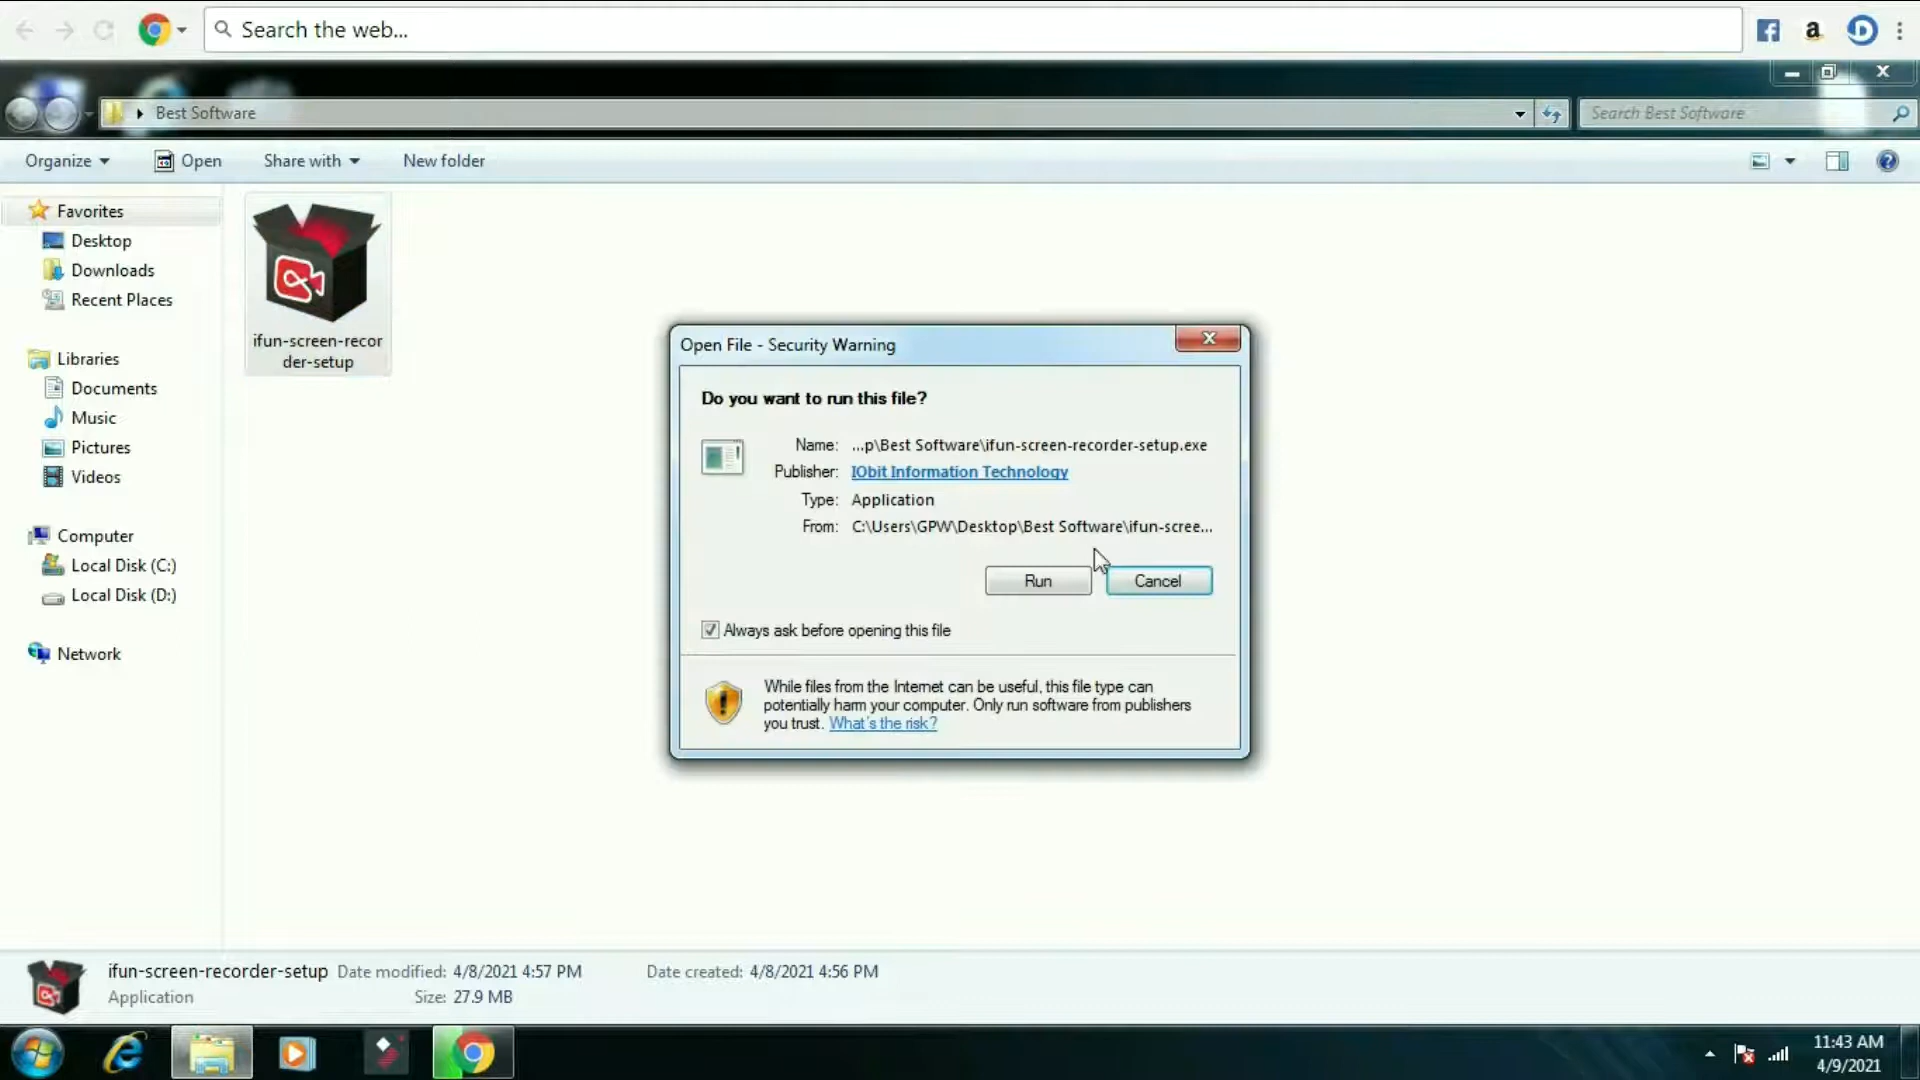 Search the web...
Best Software
Search Best Software
Organize
Open
Share with
New folder
Favorites
Desktop
Downloads
Recent Places
Libraries
Documents
Music
Pictures
Videos
Computer
Local Disk (C:)
Local Disk (D:)
Network
ifun-screen-recor
der-setup
Open File - Security Warning
Do you want to run this file?
Name: ...p\Best Software\ifun-screen-recorder-setup.exe
Publisher: IObit Information Technology
Type: Application
From: C:\Users\GPW\Desktop\Best Software\ifun-scree...
Run Cancel
Always ask before opening this file
While files from the Internet can be useful, this file type can
potentially harm your computer. Only run software from publishers
you trust. What's the risk?
ifun-screen-recorder-setup Date modified: 4/8/2021 4:57 PM Date created: 4/8/2021 4:56 PM
Application Size: 27.9 MB
11:43 AM
4/9/2021